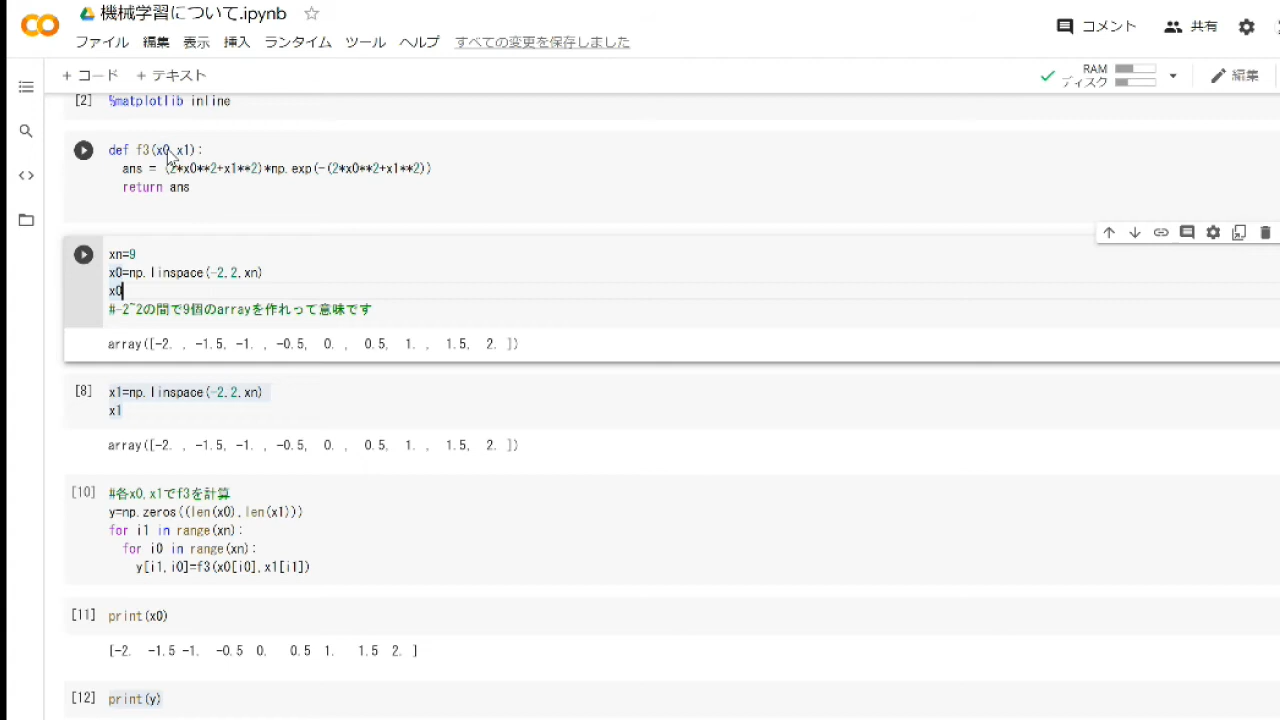 機械学習について.ipynb
コメント 共有
ファイル 編集 表示 挿入 ランタイム ツール ヘルプ すべての変更を保存しました
+ コード + テキスト
RAM
ディスク
編集
[2] %matplotlib inline
def f3(x0,x1):
ans = (2*x0**2+x1**2)*np.exp(-(2*x0**2+x1**2))
return ans
xn=9
x0=np.linspace(-2,2,xn)
x0
#-2~2の間で9個のarrayを作れって意味です
array([-2. , -1.5, -1. , -0.5, 0. , 0.5, 1. , 1.5, 2. ])
[8] x1=np.linspace(-2,2,xn)
x1
array([-2. , -1.5, -1. , -0.5, 0. , 0.5, 1. , 1.5, 2. ])
[10] #各x0,x1でf3を計算
y=np.zeros((len(x0),len(x1)))
for i1 in range(xn):
for i0 in range(xn):
y[i1,i0]=f3(x0[i0],x1[i1])
[11] print(x0)
[-2. -1.5 -1. -0.5 0. 0.5 1. 1.5 2. ]
[12] print(y)